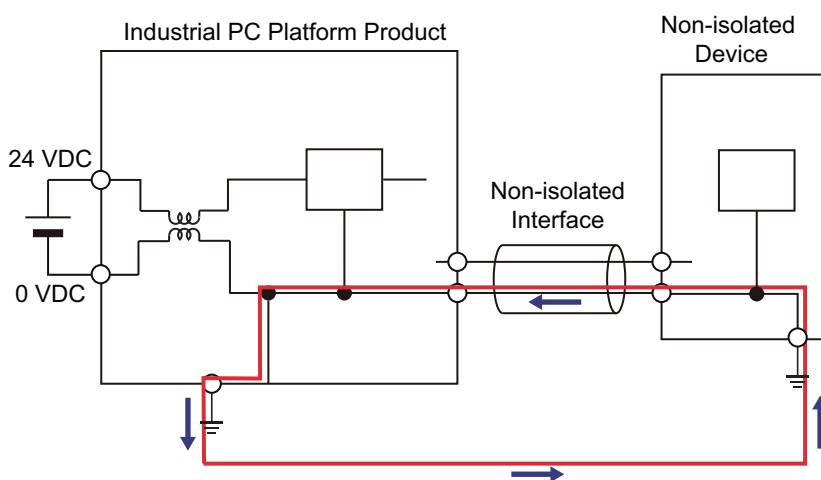 Industrial PC Platform Product
Non-isolated
Device
24 VDC
0 VDC
Non-isolated
Interface